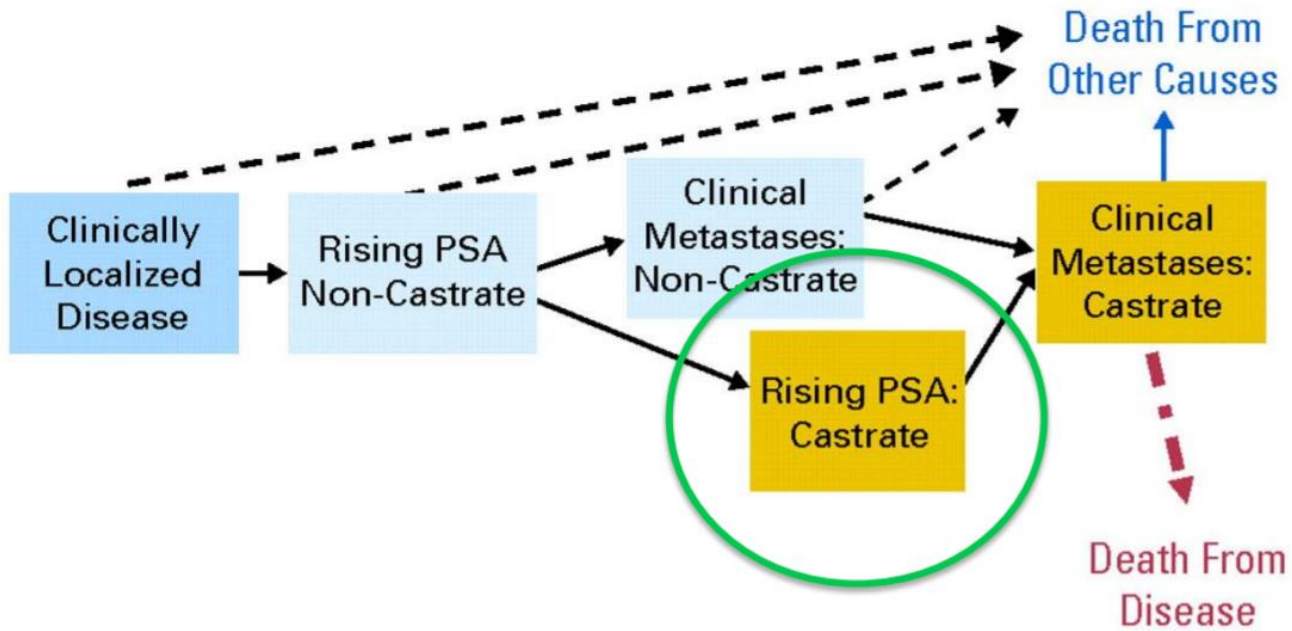 Death From
Other Causes
Clinically
Localized
Disease
Rising PSA
Non-Castrate
Clinical
Metastases:
Non-Castrate
Rising PSA:
Castrate
Clinical
Metastases:
Castrate
Death From
Disease